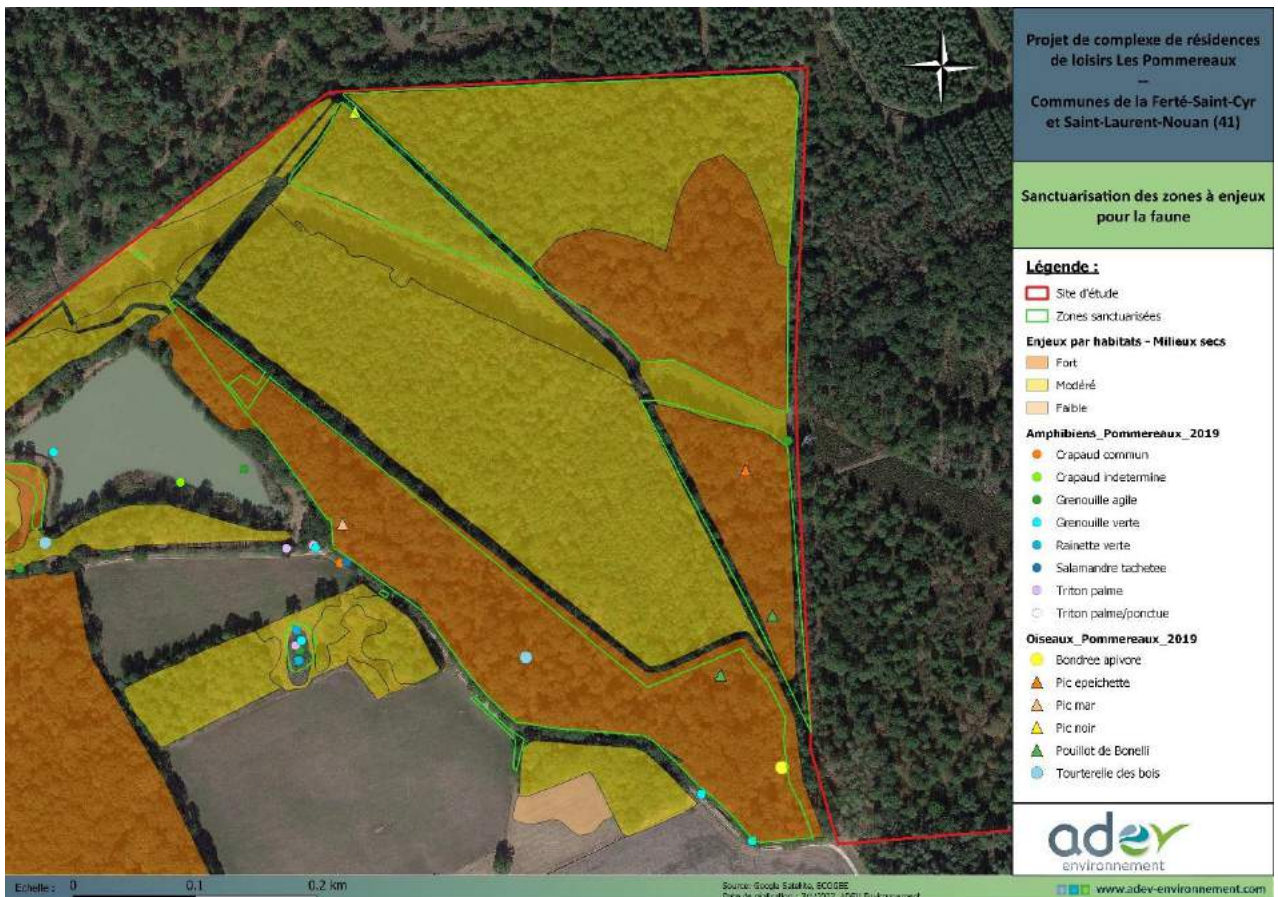 Projet de complexe de résidences
de loisirs Les Pommereaux
–
Communes de la Ferté-Saint-Cyr
et Saint-Laurent-Nouan (41)
Sanctuarisation des zones à enjeux
pour la faune
Légende :
Site d'étude
Zones sanctuarisées
Enjeux par habitats - Milieux secs
Fort
Modéré
Faible
Amphibiens_Pommereaux_2019
Crapaud commun
Crapaud indetermine
Grenouille agile
Grenouille verte
Rainette verte
Salamandre tachetee
Triton palme
Triton palme/ponctue
Oiseaux_Pommereaux_2019
Bondree apivore
Pic epeichette
Pic mar
Pic noir
Pouillot de Bonelli
Tourterelle des bois
adev
environnement
www.adev-environnement.com
Echelle : 0 0.1 0.2 km
Source: Google Satellite, ECOGEE